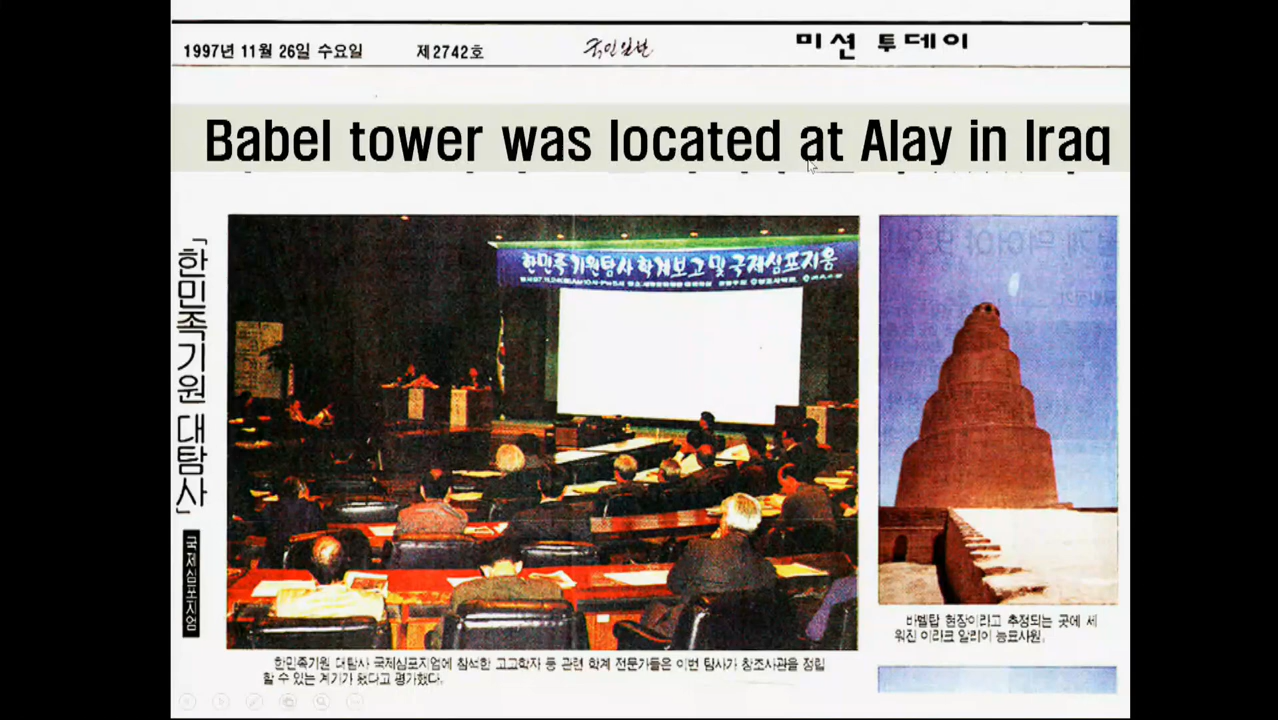 1997년 11월 26일 수요일 제2742호 국민일보 미션 투데이
Babel tower was located at Alay in Iraq
「한민족기원 대탐사」
국제심포지엄
한민족기원탐사 학계보고 및 국제심포지움
한민족기원 대탐사 국제심포지엄에 참석한 고고학자 등 관련 학계 전문가들은 이번 탐사가 창조사관을 정립
할 수 있는 계기가 됐다고 평가했다.
바벨탑 현장이라고 추정되는 곳에 세
워진 이라크 알리이 능표사원.